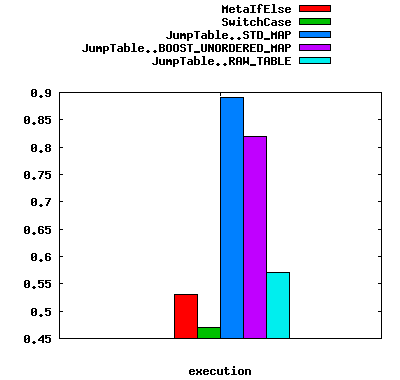 MetaIfElse
SwitchCase
JumpTable..STD_MAP
JumpTable..BOOST_UNORDERED_MAP
JumpTable..RAW_TABLE
0.9
0.85
0.8
0.75
0.7
0.65
0.6
0.55
0.5
0.45
execution